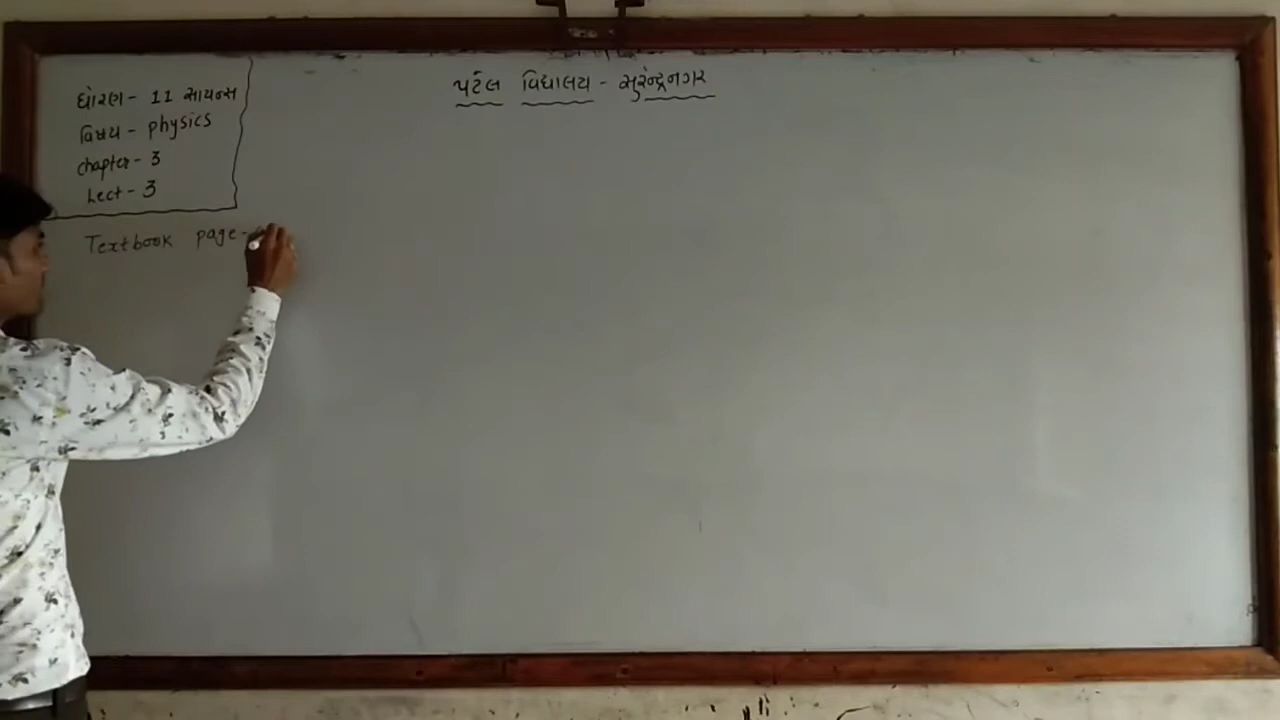 પટેલ વિદ્યાલય - સુરેન્દ્રનગર
ધોરણ - 11 સાયન્સ
વિષય - physics
chapter - 3
Lect - 3
Textbook page -